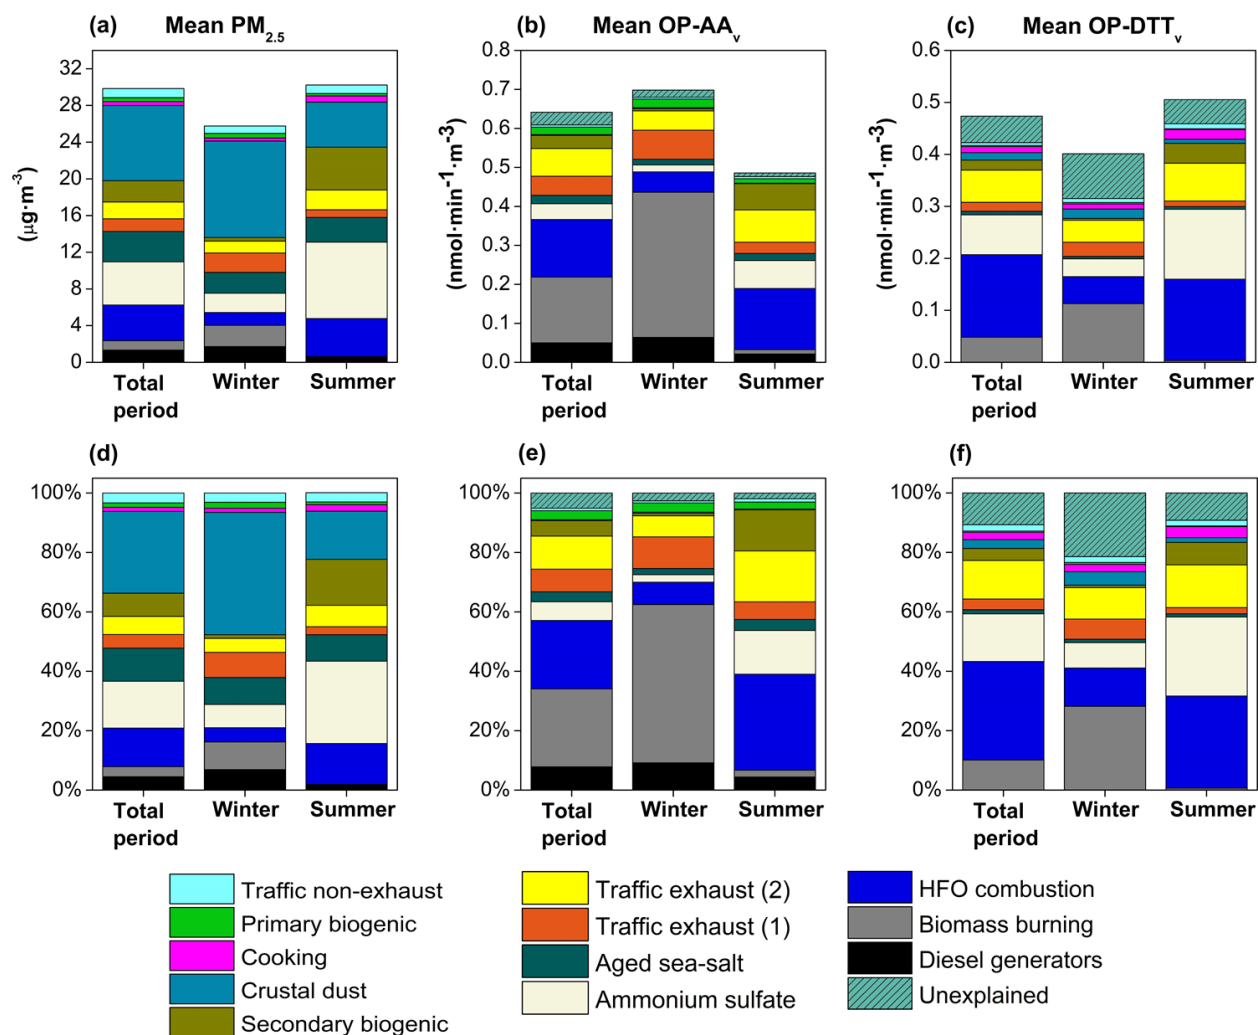 (a) Mean PM2.5
(μg·m-3)
32
28
24
20
16
12
8
4
0
Total period
Winter
Summer
(b) Mean OP-AAv
(nmol·min-1·m-3)
0.8
0.7
0.6
0.5
0.4
0.3
0.2
0.1
0.0
Total period
Winter
Summer
(c) Mean OP-DTTv
(nmol·min-1·m-3)
0.6
0.5
0.4
0.3
0.2
0.1
0.0
Total period
Winter
Summer
(d)
100%
80%
60%
40%
20%
0%
Total period
Winter
Summer
(e)
100%
80%
60%
40%
20%
0%
Total period
Winter
Summer
(f)
100%
80%
60%
40%
20%
0%
Total period
Winter
Summer
Traffic non-exhaust
Primary biogenic
Cooking
Crustal dust
Secondary biogenic
Traffic exhaust (2)
Traffic exhaust (1)
Aged sea-salt
Ammonium sulfate
HFO combustion
Biomass burning
Diesel generators
Unexplained